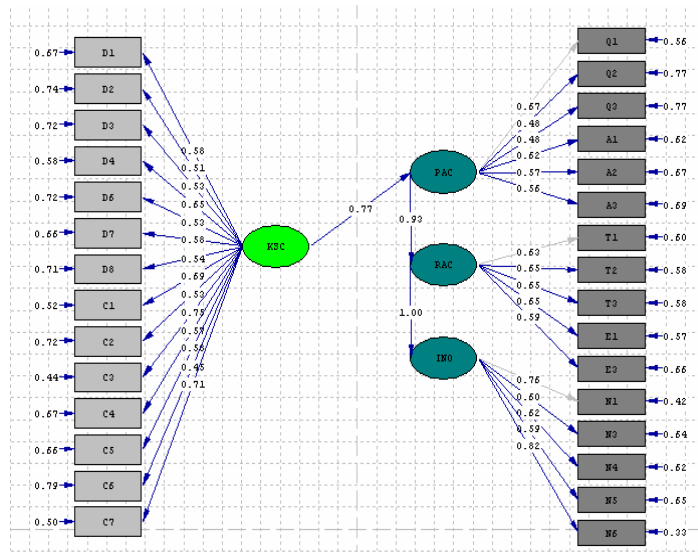 0.67 D1
0.74 D2
0.72 D3
0.58 D4
0.72 D6
0.66 D7
0.71 D8
0.52 C1
0.72 C2
0.44 C3
0.67 C4
0.66 C5
0.79 C6
0.50 C7
0.58
0.51
0.53
0.65
0.53
0.58
0.54
0.69
0.53
0.75
0.57
0.58
0.45
0.71
KSC
0.77
PAC
0.93
RAC
1.00
INO
0.67
0.48
0.48
0.62
0.57
0.56
0.63
0.65
0.65
0.65
0.59
0.76
0.60
0.62
0.59
0.82
Q1 0.56
Q2 0.77
Q3 0.77
A1 0.62
A2 0.67
A3 0.69
T1 0.60
T2 0.58
T3 0.58
E1 0.57
E3 0.66
N1 0.42
N3 0.64
N4 0.62
N5 0.65
N6 0.33